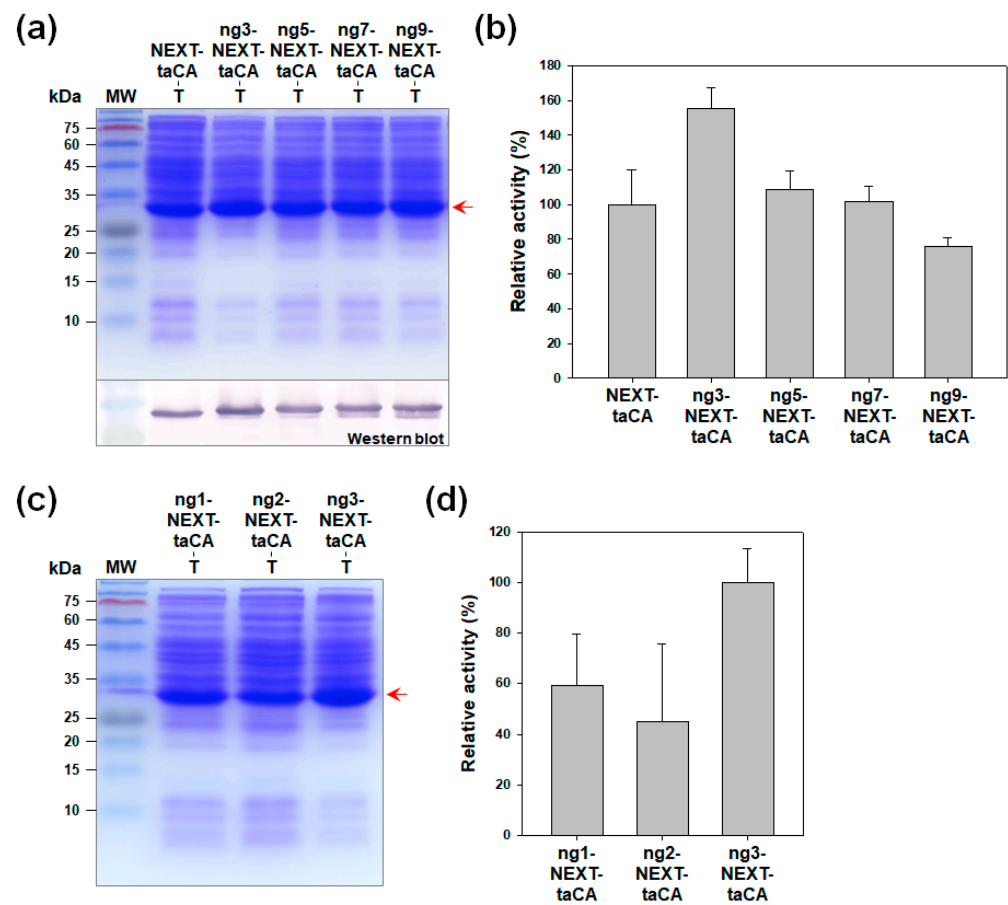 (a)
NEXT-
taCA
T
ng3-
NEXT-
taCA
T
ng5-
NEXT-
taCA
T
ng7-
NEXT-
taCA
T
ng9-
NEXT-
taCA
T
kDa
MW
75
60
45
35
25
20
15
10
Western blot
(b)
Relative activity (%)
180
160
140
120
100
80
60
40
20
0
NEXT-
taCA
ng3-
NEXT-
taCA
ng5-
NEXT-
taCA
ng7-
NEXT-
taCA
ng9-
NEXT-
taCA
(c)
ng1-
NEXT-
taCA
T
ng2-
NEXT-
taCA
T
ng3-
NEXT-
taCA
T
kDa
MW
75
60
45
35
25
20
15
10
(d)
Relative activity (%)
120
100
80
60
40
20
0
ng1-
NEXT-
taCA
ng2-
NEXT-
taCA
ng3-
NEXT-
taCA